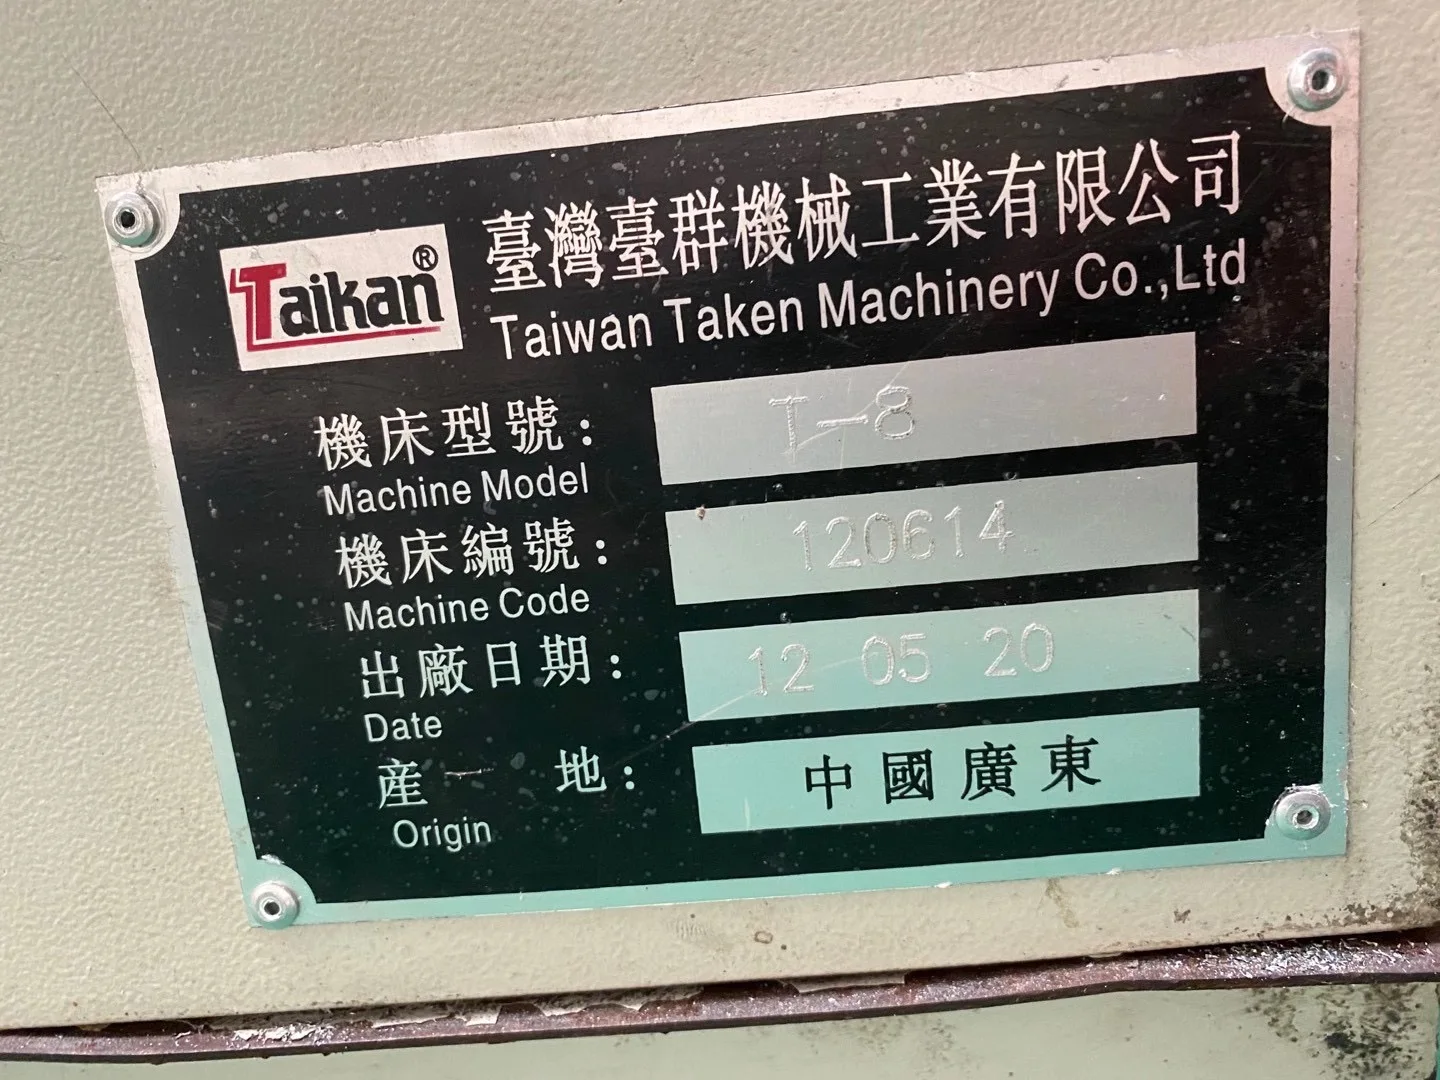 Taikan®
臺灣臺群機械工業有限公司
Taiwan Taken Machinery Co.,Ltd
機床型號: T-8
Machine Model
機床編號: 120614
Machine Code
出廠日期: 12 05 20
Date
産 地: 中國廣東
Origin